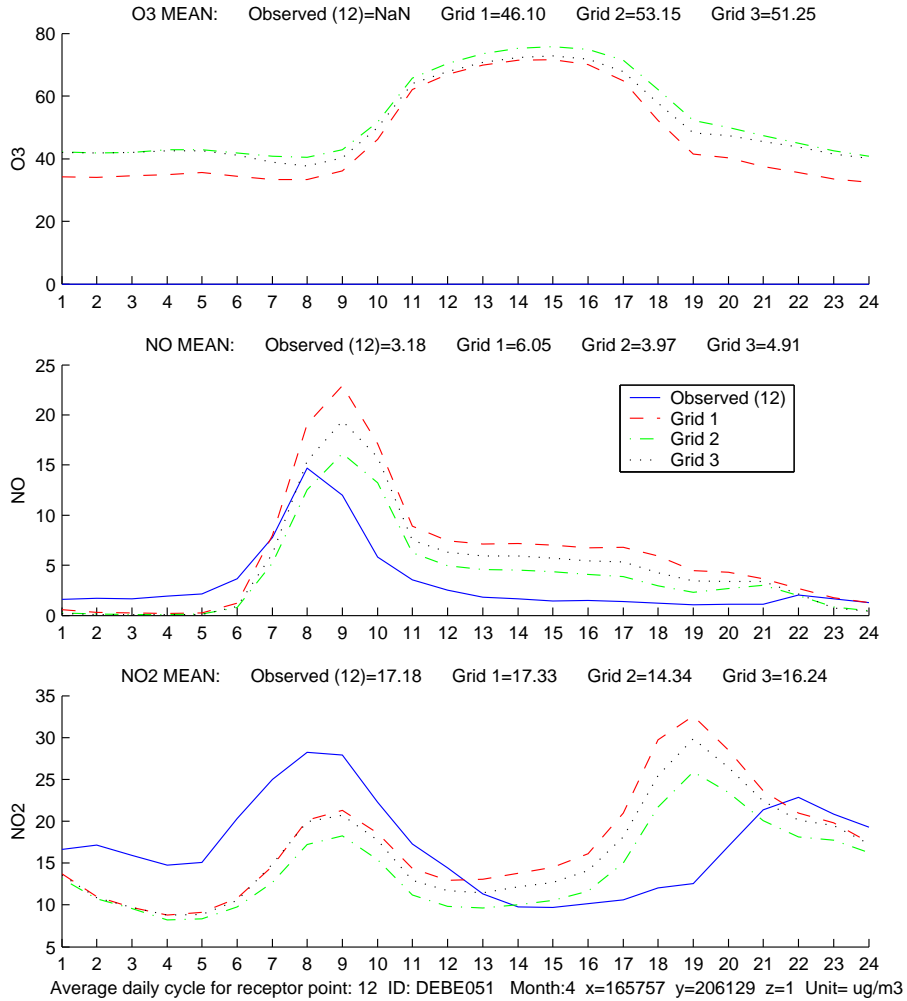 O3 MEAN: Observed (12)=NaN Grid 1=46.10 Grid 2=53.15 Grid 3=51.25
80
60
40
20
0
O3
1 2 3 4 5 6 7 8 9 10 11 12 13 14 15 16 17 18 19 20 21 22 23 24
NO MEAN: Observed (12)=3.18 Grid 1=6.05 Grid 2=3.97 Grid 3=4.91
25
20
15
10
5
0
NO
Observed (12)
Grid 1
Grid 2
Grid 3
1 2 3 4 5 6 7 8 9 10 11 12 13 14 15 16 17 18 19 20 21 22 23 24
NO2 MEAN: Observed (12)=17.18 Grid 1=17.33 Grid 2=14.34 Grid 3=16.24
35
30
25
20
15
10
5
NO2
1 2 3 4 5 6 7 8 9 10 11 12 13 14 15 16 17 18 19 20 21 22 23 24
Average daily cycle for receptor point: 12 ID: DEBE051 Month:4 x=165757 y=206129 z=1 Unit= ug/m3